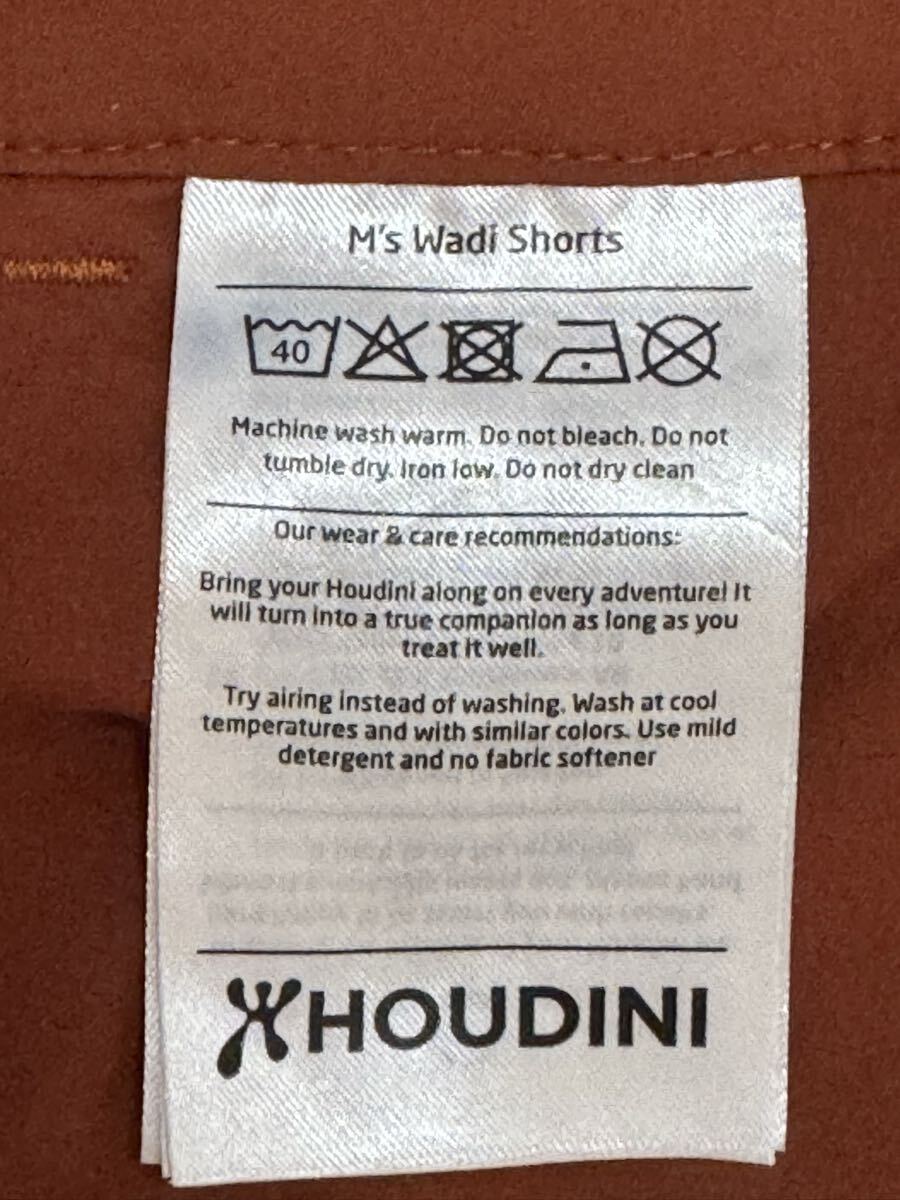 M's Wadi Shorts
40
Machine wash warm. Do not bleach. Do not
tumble dry. Iron low. Do not dry clean
Our wear & care recommendations:
Bring your Houdini along on every adventure! It
will turn into a true companion as long as you
treat it well.
Try airing instead of washing. Wash at cool
temperatures and with similar colors. Use mild
detergent and no fabric softener
HOUDINI